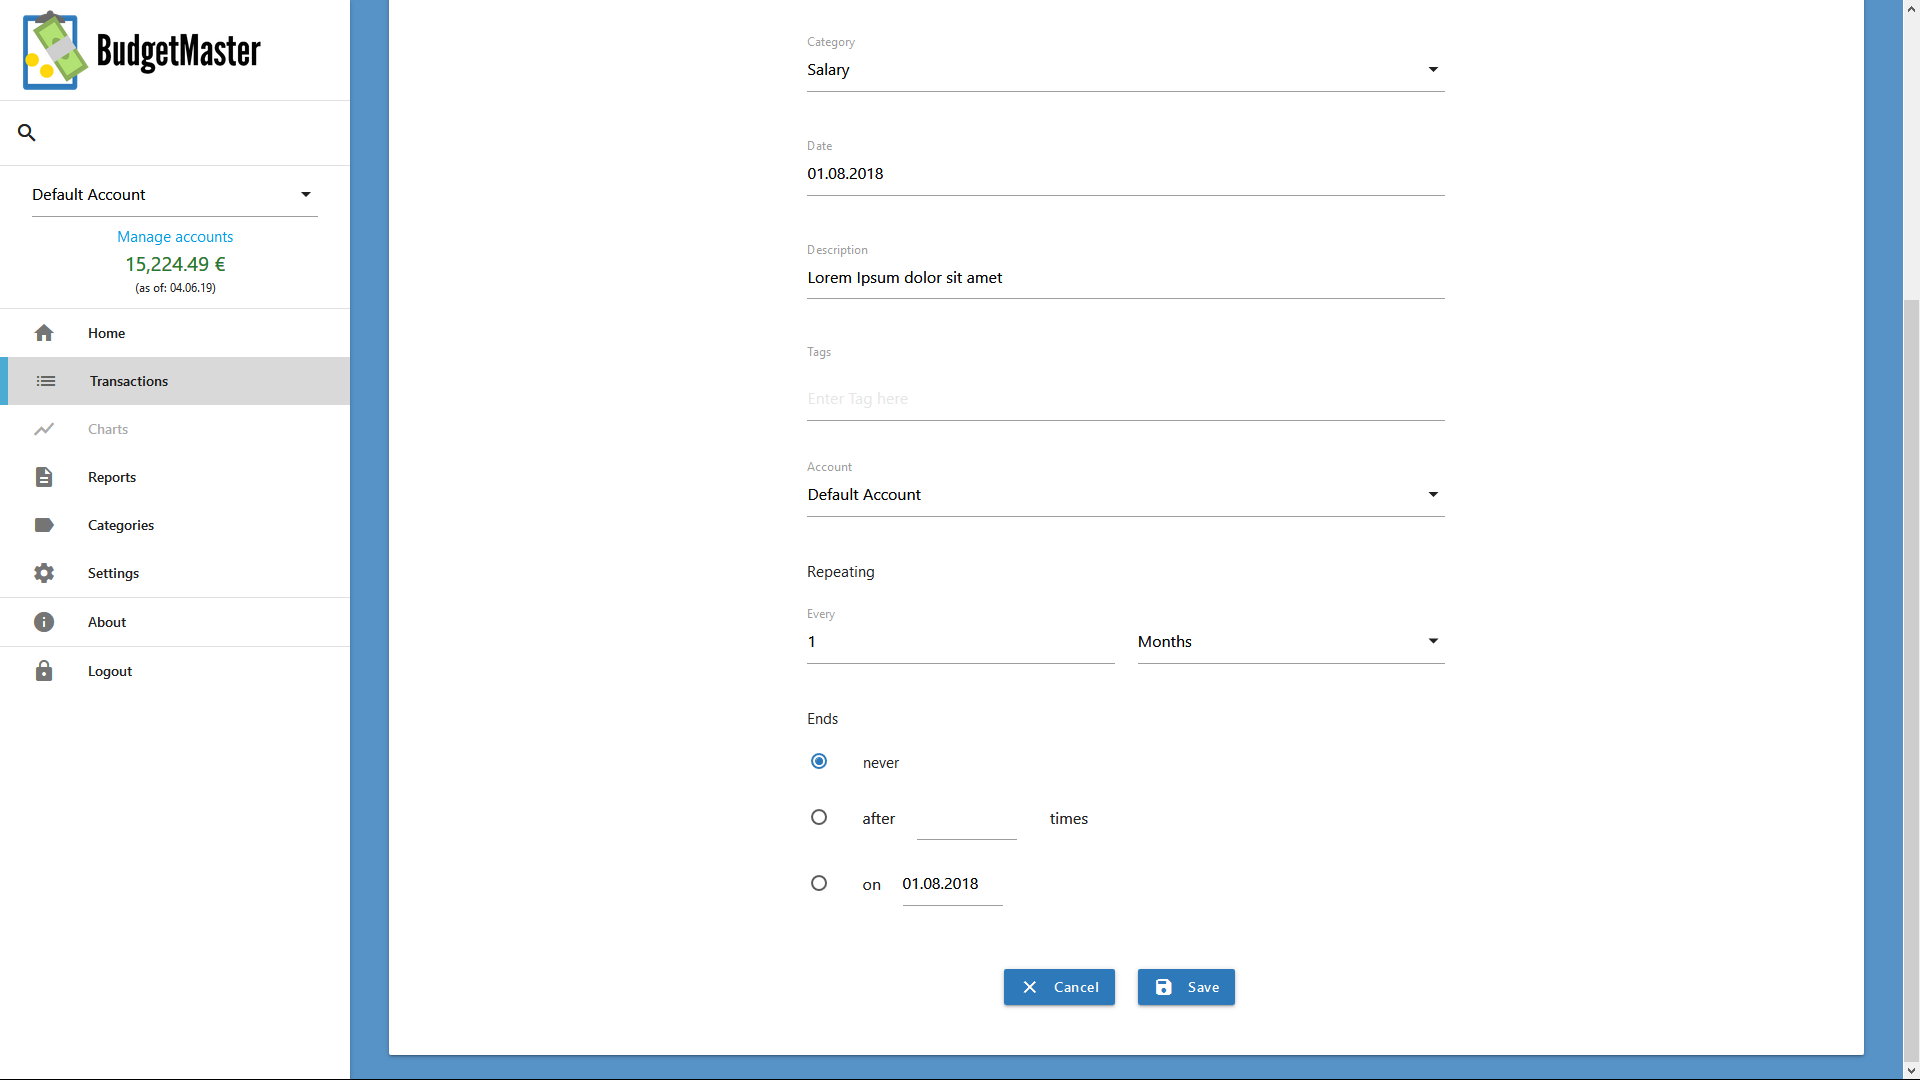 BudgetMaster
Default Account
Manage accounts
15,224.49 €
(as of: 04.06.19)
Home
Transactions
Charts
Reports
Categories
Settings
About
Logout
Category
Salary
Date
01.08.2018
Description
Lorem Ipsum dolor sit amet
Tags
Enter Tag here
Account
Default Account
Repeating
Every
1 Months
Ends
never
after times
on 01.08.2018
Cancel Save